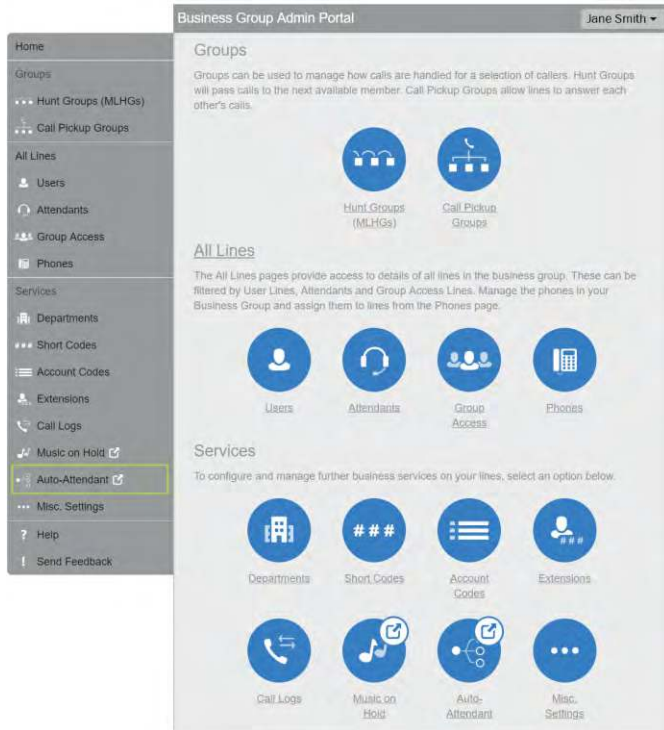 Business Group Admin Portal
Jane Smith
Home
Groups
Hunt Groups (MLHGs)
Call Pickup Groups
All Lines
Users
Attendants
Group Access
Phones
Services
Departments
### Short Codes
Account Codes
Extensions
Call Logs
Music on Hold
Auto-Attendant
Misc. Settings
? Help
! Send Feedback
Groups
Groups can be used to manage how calls are handled for a selection of callers. Hunt Groups
will pass calls to the next available member. Call Pickup Groups allow lines to answer each
other's calls.
Hunt Groups
(MLHGs)
Call Pickup
Groups
All Lines
The All Lines pages provide access to details of all lines in the business group. These can be
filtered by User Lines, Attendants and Group Access Lines. Manage the phones in your
Business Group and assign them to lines from the Phones page.
Users
Attendants
Group
Access
Phones
Services
To configure and manage further business services on your lines, select an option below.
###
###
Departments
Short Codes
Account
Codes
Extensions
Call Logs
Music on
Hold
Auto-
Attendant
Misc.
Settings